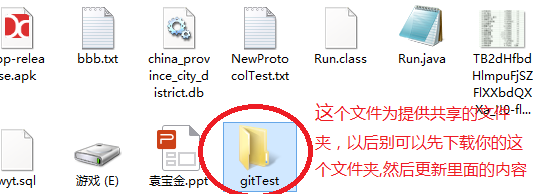 pp-relea
se.apk
bbb.txt
china_provi
nce_city_d
istrict.db
NewProto
colTest.txt
Run.class
Run.java
TB2dHfbd
HlmpuFjSZ
FlXXbdQX
Xa_!!0-fl...
wyt.sql
游戏 (E)
袁宝金.ppt
gitTest
这个文件为提供共享的文件
夹，以后别可以先下载你的这
个文件夹,然后更新里面的内容